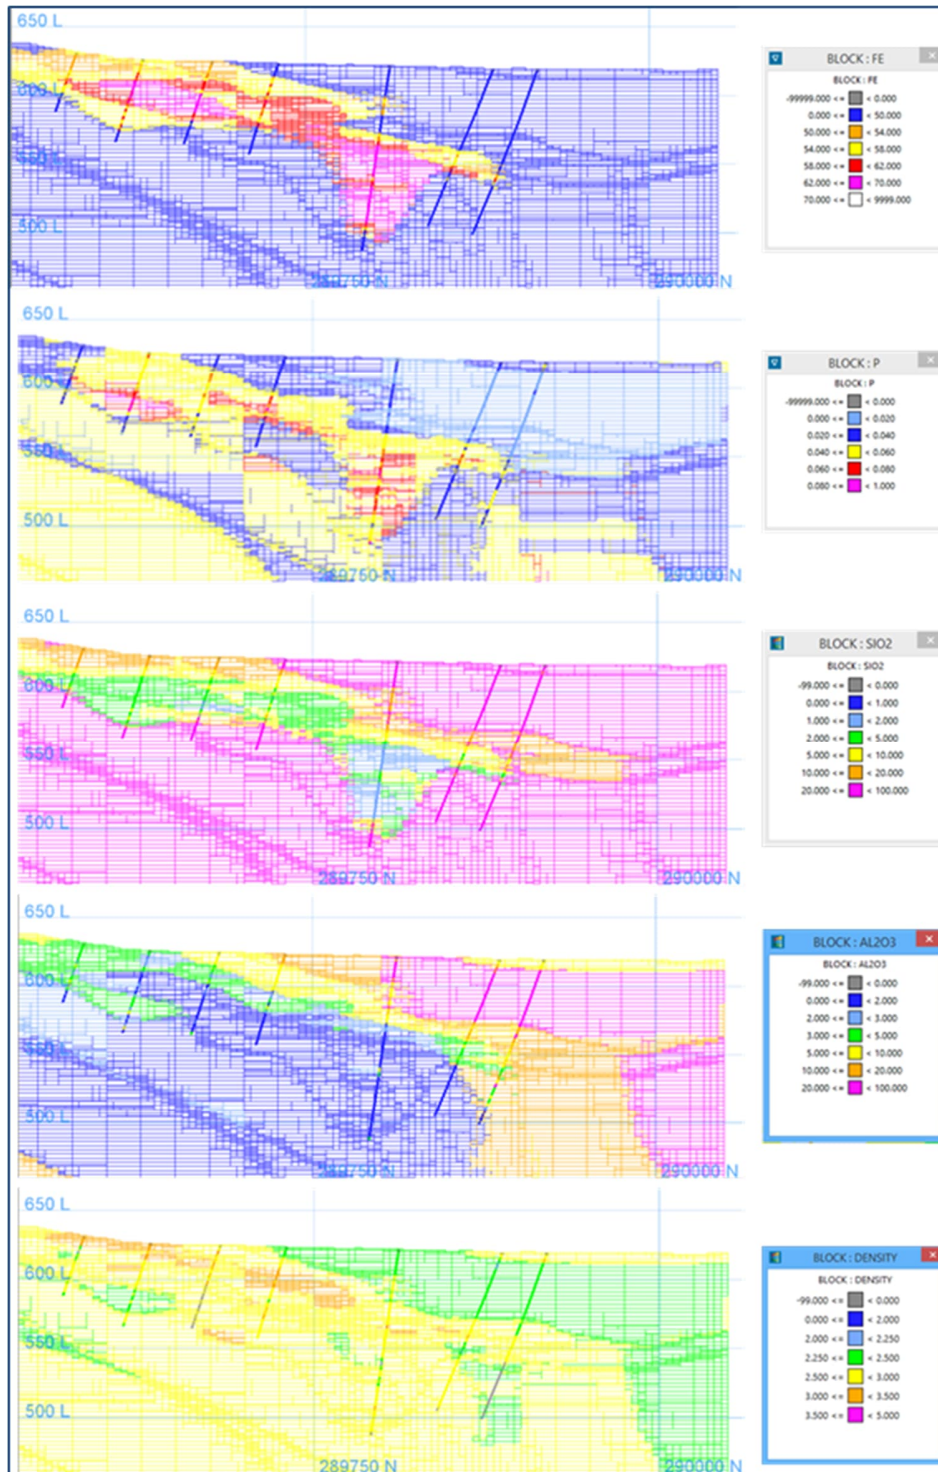 650 L
600 L
550 L
500 L
289750 N
290000 N
BLOCK : FE
BLOCK : FE
-99999.000 <= < 0.000
0.000 <= < 50.000
50.000 <= < 54.000
54.000 <= < 58.000
58.000 <= < 62.000
62.000 <= < 70.000
70.000 <= < 9999.000
650 L
600 L
550 L
500 L
289750 N
290000 N
BLOCK : P
BLOCK : P
-99999.000 <= < 0.000
0.000 <= < 0.020
0.020 <= < 0.040
0.040 <= < 0.060
0.060 <= < 0.080
0.080 <= < 1.000
650 L
600 L
550 L
500 L
289750 N
290000 N
BLOCK : SIO2
BLOCK : SIO2
-99.000 <= < 0.000
0.000 <= < 1.000
1.000 <= < 2.000
2.000 <= < 5.000
5.000 <= < 10.000
10.000 <= < 20.000
20.000 <= < 100.000
650 L
600 L
550 L
500 L
289750 N
290000 N
BLOCK : AL2O3
BLOCK : AL2O3
-99.000 <= < 0.000
0.000 <= < 2.000
2.000 <= < 3.000
3.000 <= < 5.000
5.000 <= < 10.000
10.000 <= < 20.000
20.000 <= < 100.000
650 L
600 L
550 L
500 L
289750 N
290000 N
BLOCK : DENSITY
BLOCK : DENSITY
-99.000 <= < 0.000
0.000 <= < 2.000
2.000 <= < 2.250
2.250 <= < 2.500
2.500 <= < 3.000
3.000 <= < 3.500
3.500 <= < 5.000